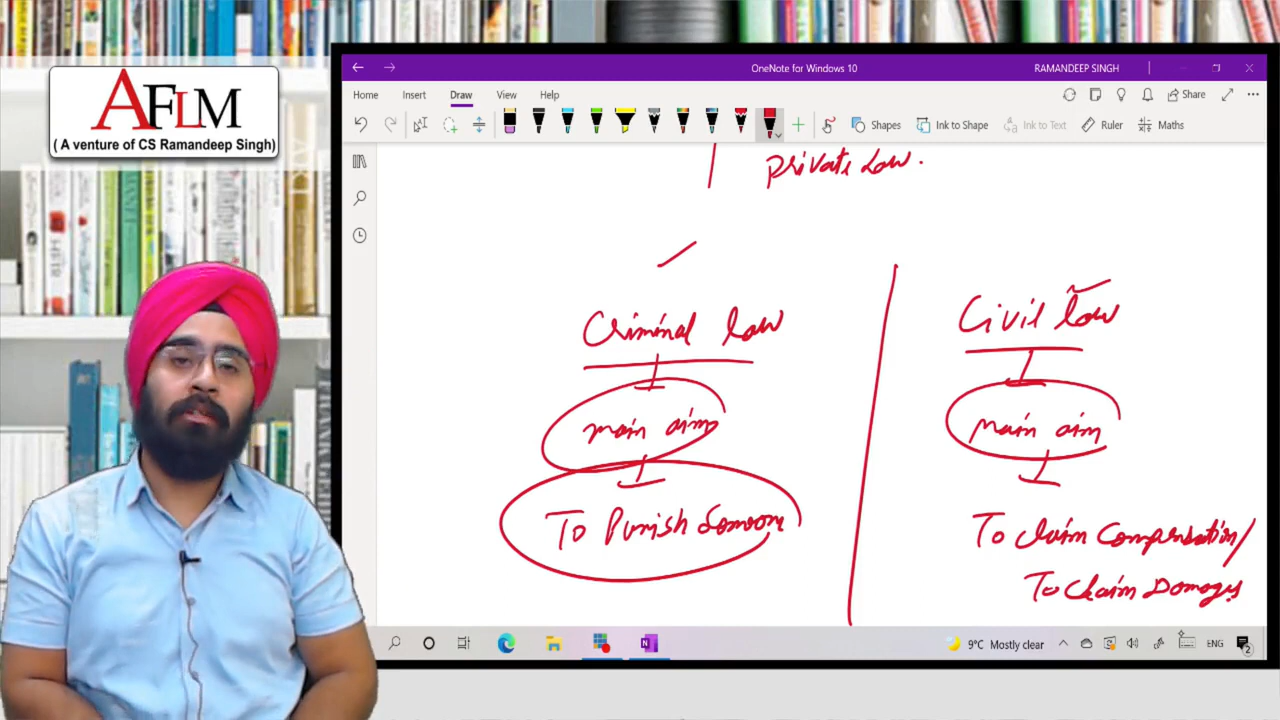 AFLM
( A venture of CS Ramandeep Singh)
OneNote for Windows 10
RAMANDEEP SINGH
Home Insert Draw View Help
Share
Shapes Ink to Shape Ink to Text Ruler Maths
private Law.
Criminal law
main aim
To Punish Someone
Civil law
main aim
To claim Compensation/
To Claim Damages
9°C Mostly clear
ENG
2